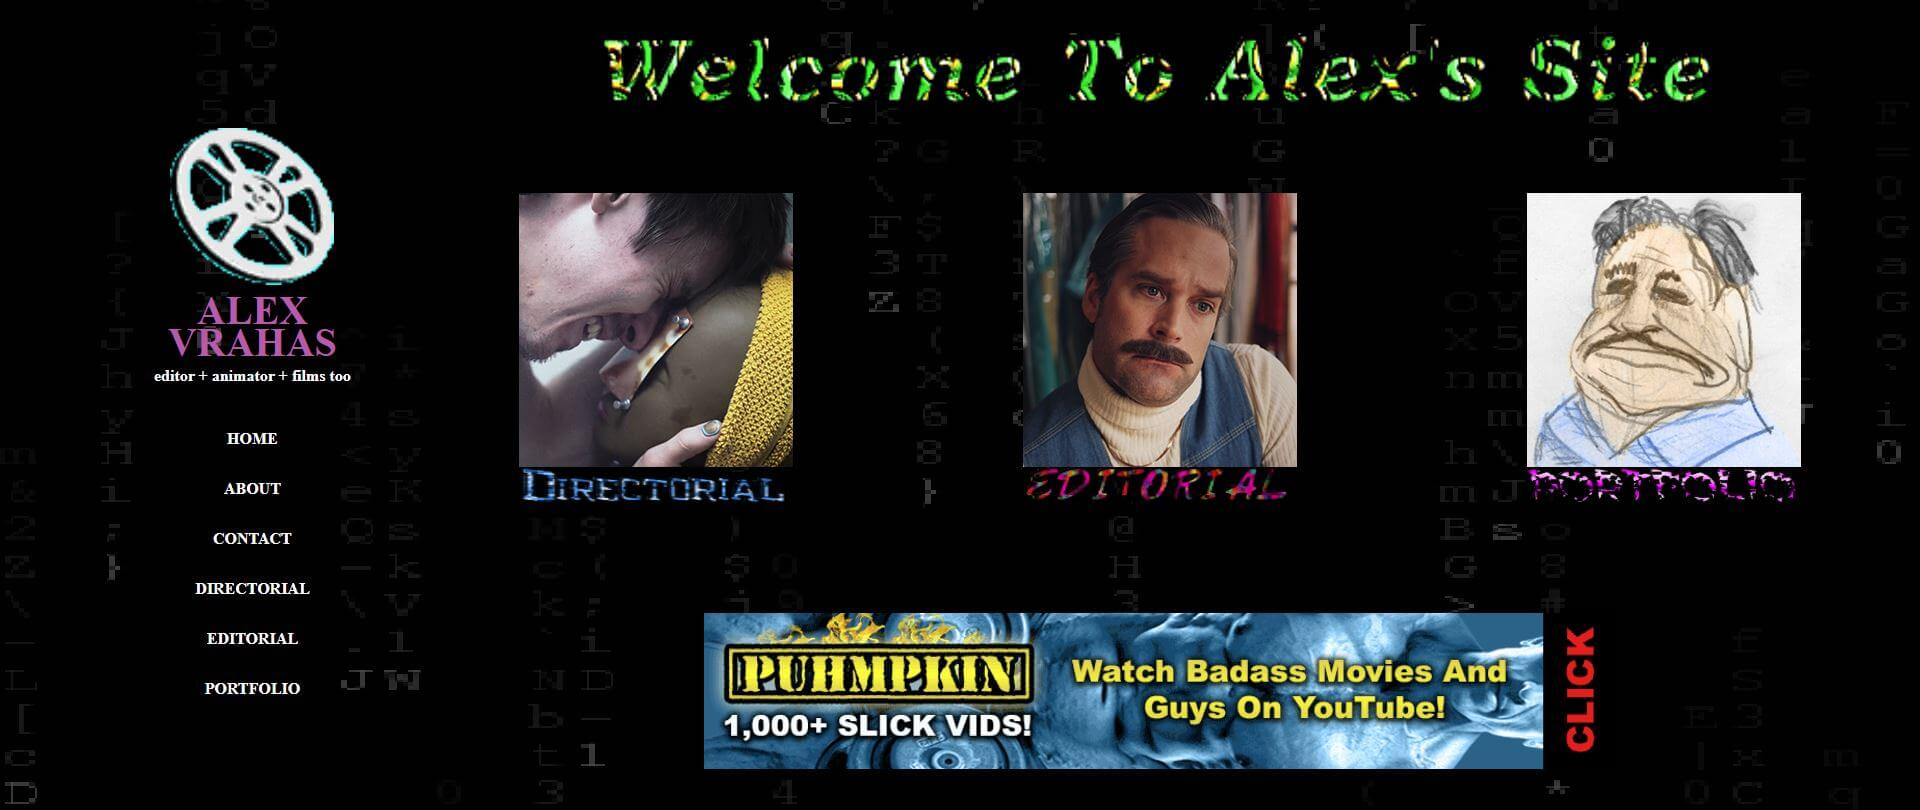 Welcome To Alex's Site
ALEX
VRAHAS
editor + animator + films too
HOME
ABOUT
CONTACT
DIRECTORIAL
EDITORIAL
PORTFOLIO
DIRECTORIAL
EDITORIAL
PORTFOLIO
PUHMPKIN
1,000+ SLICK VIDS!
Watch Badass Movies And
Guys On YouTube!
CLICK